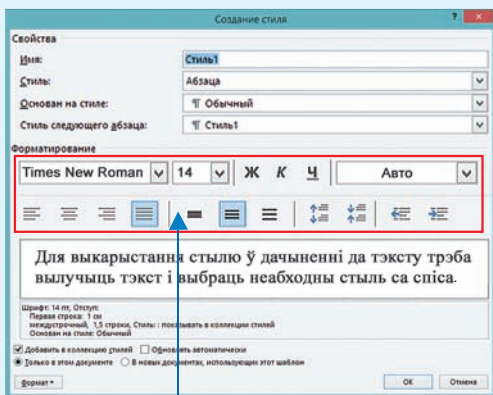 Создание стиля
? ×
Свойства
Имя: Стиль1
Стиль: Абзаца
Основан на стиле: ¶ Обычный
Стиль следующего абзаца: ¶ Стиль1
Форматирование
Times New Roman 14 Ж К Ч Авто
Для выкарыстання стылю ў дачыненні да тэксту трэба
вылучыць тэкст і выбраць неабходны стыль са спіса.
Шрифт: 14 пт, Отступ:
Первая строка: 1 см
междустрочный, 1,5 строки, Стиль: : показывать в коллекции стилей
Основан на стиле: Обычный
Добавить в коллекцию стилей Обновлять автоматически
Только в этом документе В новых документах, использующих этот шаблон
Формат ОК Отмена